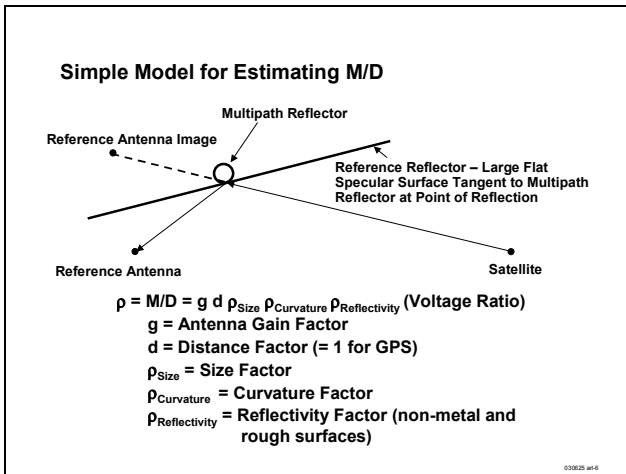 Simple Model for Estimating M/D
Multipath Reflector
Reference Antenna Image
Reference Reflector – Large Flat
Specular Surface Tangent to Multipath
Reflector at Point of Reflection
Reference Antenna
Satellite
ρ = M/D = g d ρSize ρCurvature ρReflectivity (Voltage Ratio)
g = Antenna Gain Factor
d = Distance Factor (= 1 for GPS)
ρSize = Size Factor
ρCurvature = Curvature Factor
ρReflectivity = Reflectivity Factor (non-metal and
rough surfaces)
030625 arl-6